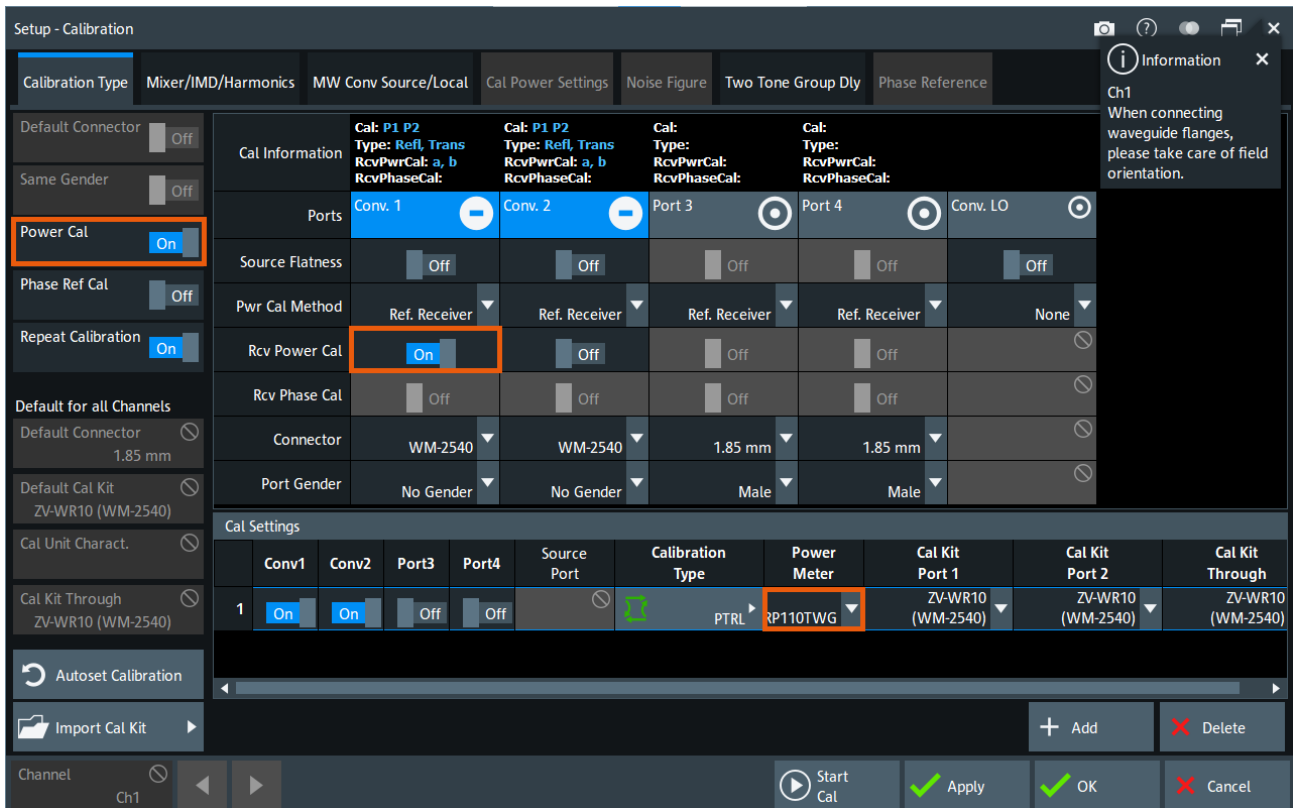 Setup - Calibration
Information
Ch1
When connecting
waveguide flanges,
please take care of field
orientation.
Calibration Type
Mixer/IMD/Harmonics
MW Conv Source/Local
Cal Power Settings
Noise Figure
Two Tone Group Dly
Phase Reference
Default Connector
Off
Same Gender
Off
Power Cal
On
Phase Ref Cal
Off
Repeat Calibration
On
Default for all Channels
Default Connector
1.85 mm
Default Cal Kit
ZV-WR10 (WM-2540)
Cal Unit Charact.
Cal Kit Through
ZV-WR10 (WM-2540)
Autoset Calibration
Import Cal Kit
Cal Information
Cal: P1 P2
Type: Refl, Trans
RcvPwrCal: a, b
RcvPhaseCal:
Cal: P1 P2
Type: Refl, Trans
RcvPwrCal: a, b
RcvPhaseCal:
Cal:
Type:
RcvPwrCal:
RcvPhaseCal:
Cal:
Type:
RcvPwrCal:
RcvPhaseCal:
Ports
Conv. 1
Conv. 2
Port 3
Port 4
Conv. LO
Source Flatness
Off
Off
Off
Off
Off
Pwr Cal Method
Ref. Receiver
Ref. Receiver
Ref. Receiver
Ref. Receiver
None
Rcv Power Cal
On
Off
Off
Off
Rcv Phase Cal
Off
Off
Off
Off
Connector
WM-2540
WM-2540
1.85 mm
1.85 mm
Port Gender
No Gender
No Gender
Male
Male
Cal Settings
Conv1
Conv2
Port3
Port4
Source
Port
Calibration
Type
Power
Meter
Cal Kit
Port 1
Cal Kit
Port 2
Cal Kit
Through
1
On
On
Off
Off
PTRL
RP110TWG
ZV-WR10
(WM-2540)
ZV-WR10
(WM-2540)
ZV-WR10
(WM-2540)
Add
Delete
Channel
Ch1
Start
Cal
Apply
OK
Cancel